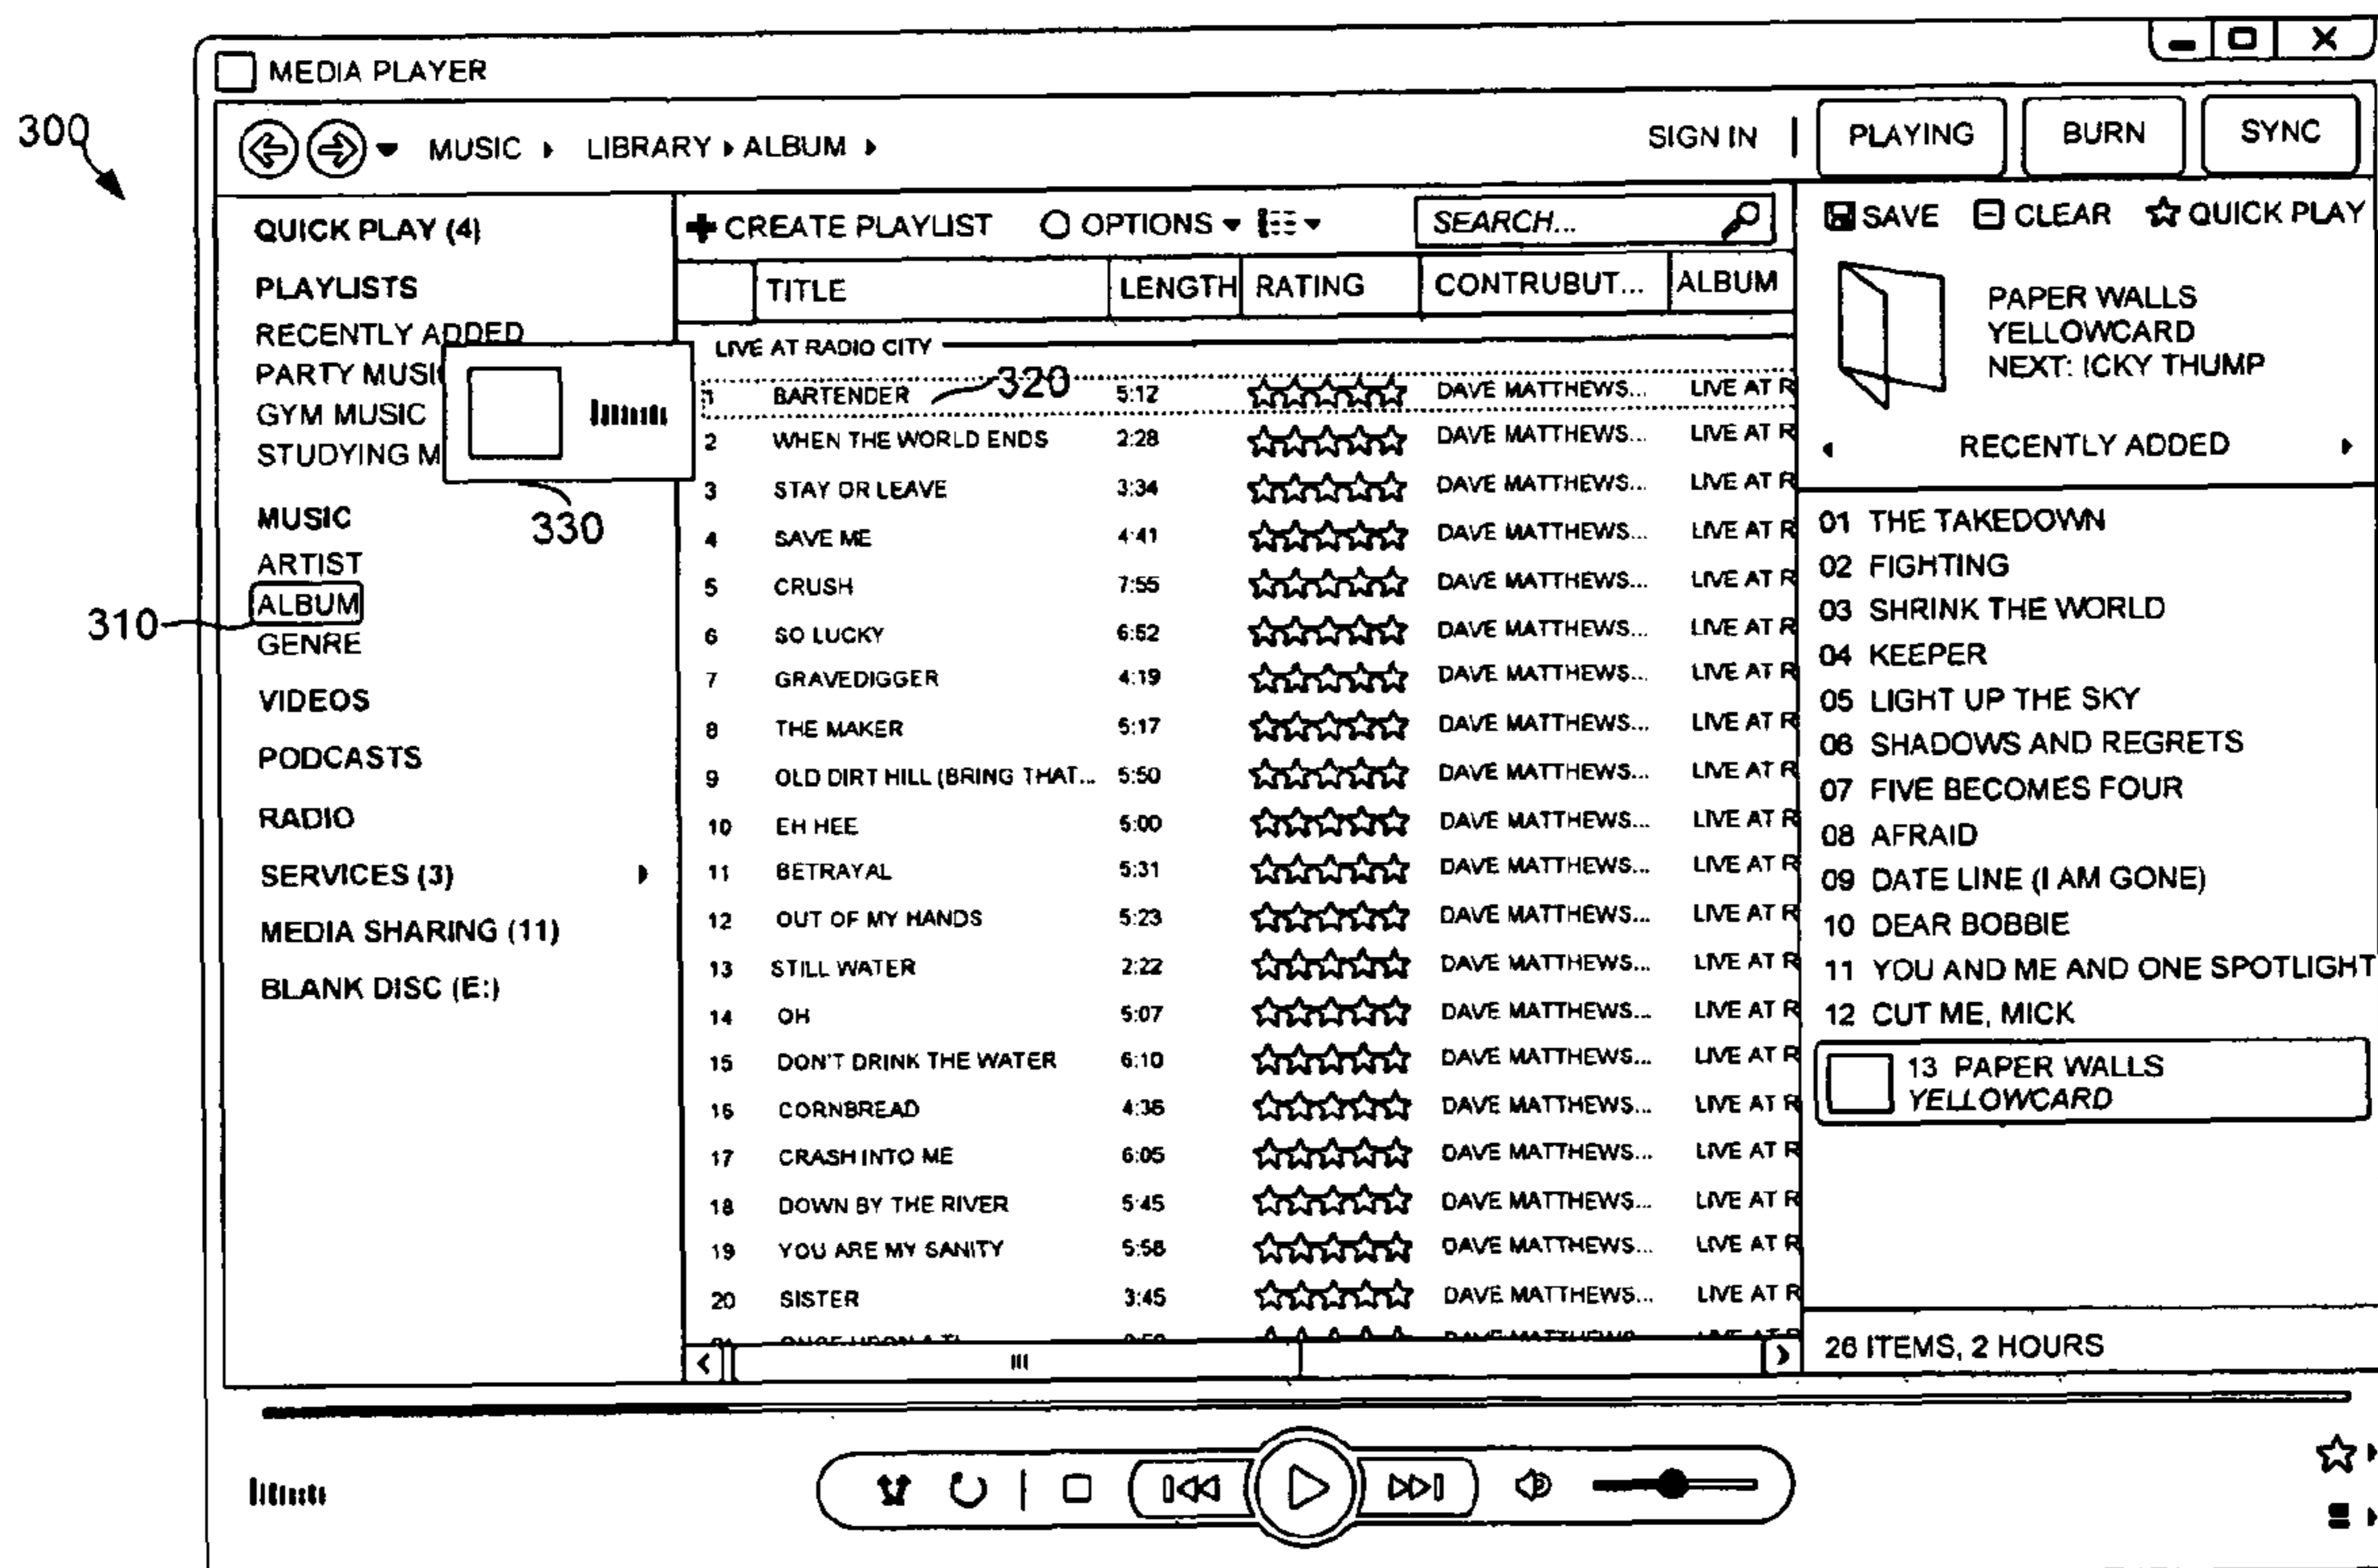 300
MEDIA PLAYER
MUSIC LIBRARY ALBUM SIGN IN PLAYING BURN SYNC
QUICK PLAY (4)
PLAYLISTS
RECENTLY ADDED
PARTY MUSI
GYM MUSIC
STUDYING M
330
MUSIC
ARTIST
310
ALBUM
GENRE
VIDEOS
PODCASTS
RADIO
SERVICES (3)
MEDIA SHARING (11)
BLANK DISC (E:)
CREATE PLAYLIST OPTIONS SEARCH...
TITLE LENGTH RATING CONTRUBUT... ALBUM
LIVE AT RADIO CITY
320
1 BARTENDER 5:12 DAVE MATTHEWS... LIVE AT R
2 WHEN THE WORLD ENDS 2:28 DAVE MATTHEWS... LIVE AT R
3 STAY OR LEAVE 3:34 DAVE MATTHEWS... LIVE AT R
4 SAVE ME 4:41 DAVE MATTHEWS... LIVE AT R
5 CRUSH 7:55 DAVE MATTHEWS... LIVE AT R
6 SO LUCKY 6:52 DAVE MATTHEWS... LIVE AT R
7 GRAVEDIGGER 4:19 DAVE MATTHEWS... LIVE AT R
8 THE MAKER 5:17 DAVE MATTHEWS... LIVE AT R
9 OLD DIRT HILL (BRING THAT... 5:50 DAVE MATTHEWS... LIVE AT R
10 EH HEE 5:00 DAVE MATTHEWS... LIVE AT R
11 BETRAYAL 5:31 DAVE MATTHEWS... LIVE AT R
12 OUT OF MY HANDS 5:23 DAVE MATTHEWS... LIVE AT R
13 STILL WATER 2:22 DAVE MATTHEWS... LIVE AT R
14 OH 5:07 DAVE MATTHEWS... LIVE AT R
15 DON'T DRINK THE WATER 6:10 DAVE MATTHEWS... LIVE AT R
16 CORNBREAD 4:36 DAVE MATTHEWS... LIVE AT R
17 CRASH INTO ME 6:05 DAVE MATTHEWS... LIVE AT R
18 DOWN BY THE RIVER 5:45 DAVE MATTHEWS... LIVE AT R
19 YOU ARE MY SANITY 5:58 DAVE MATTHEWS... LIVE AT R
20 SISTER 3:45 DAVE MATTHEWS... LIVE AT R
SAVE CLEAR QUICK PLAY
PAPER WALLS
YELLOWCARD
NEXT: ICKY THUMP
RECENTLY ADDED
01 THE TAKEDOWN
02 FIGHTING
03 SHRINK THE WORLD
04 KEEPER
05 LIGHT UP THE SKY
06 SHADOWS AND REGRETS
07 FIVE BECOMES FOUR
08 AFRAID
09 DATE LINE (I AM GONE)
10 DEAR BOBBIE
11 YOU AND ME AND ONE SPOTLIGHT
12 CUT ME, MICK
13 PAPER WALLS
YELLOWCARD
26 ITEMS, 2 HOURS